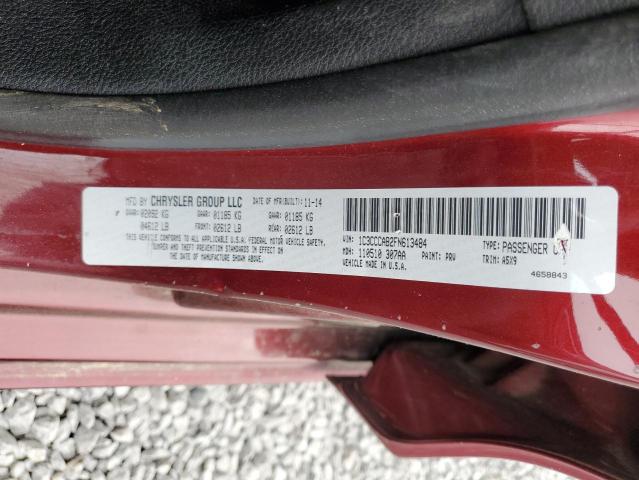 MFD BY CHRYSLER GROUP LLC DATE OF MFR(BUILT): 11-14
GVWR: 02092 KG GAWR: 01185 KG GAWR: 01185 KG
04612 LB FRONT: 02612 LB REAR: 02612 LB
THIS VEHICLE CONFORMS TO ALL APPLICABLE U.S.A. FEDERAL MOTOR VEHICLE SAFETY,
BUMPER AND THEFT PREVENTION STANDARDS IN EFFECT ON THE
DATE OF MANUFACTURE SHOWN ABOVE.
VIN: 1C3CCCAB2FN613484 TYPE: PASSENGER
MDH: 110510 307AA PAINT: PRV TRIM: A5X9
VEHICLE MADE IN U.S.A. 4658843